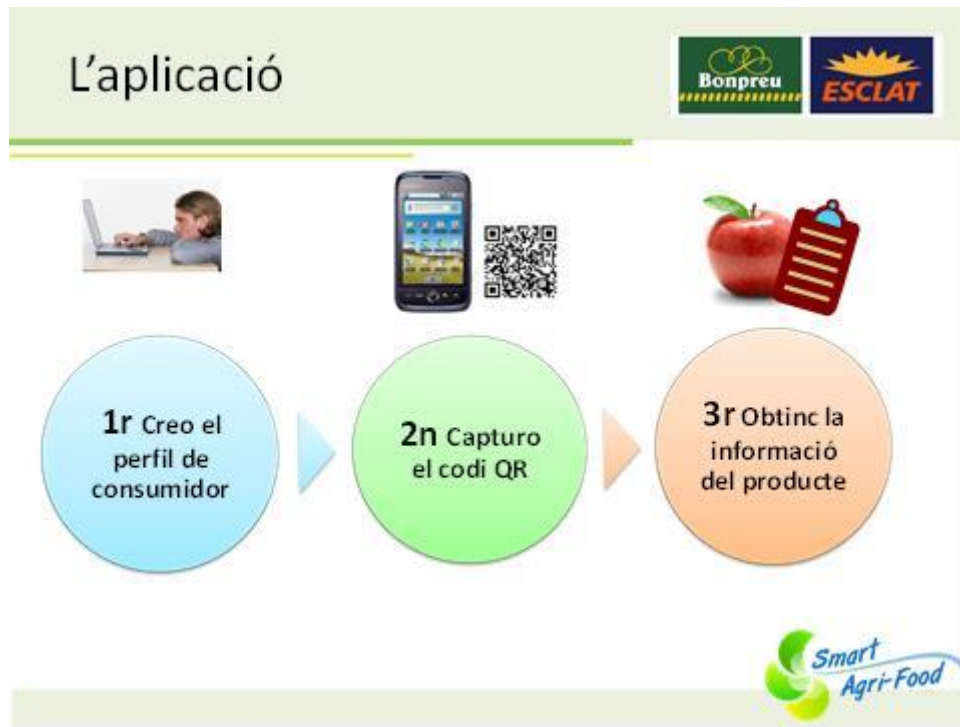 L'aplicació
Bonpreu
ESCLAT
1r Creo el
perfil de
consumidor
2n Capturo
el codi QR
3r Obtinc la
informació
del producte
Smart
Agri-Food